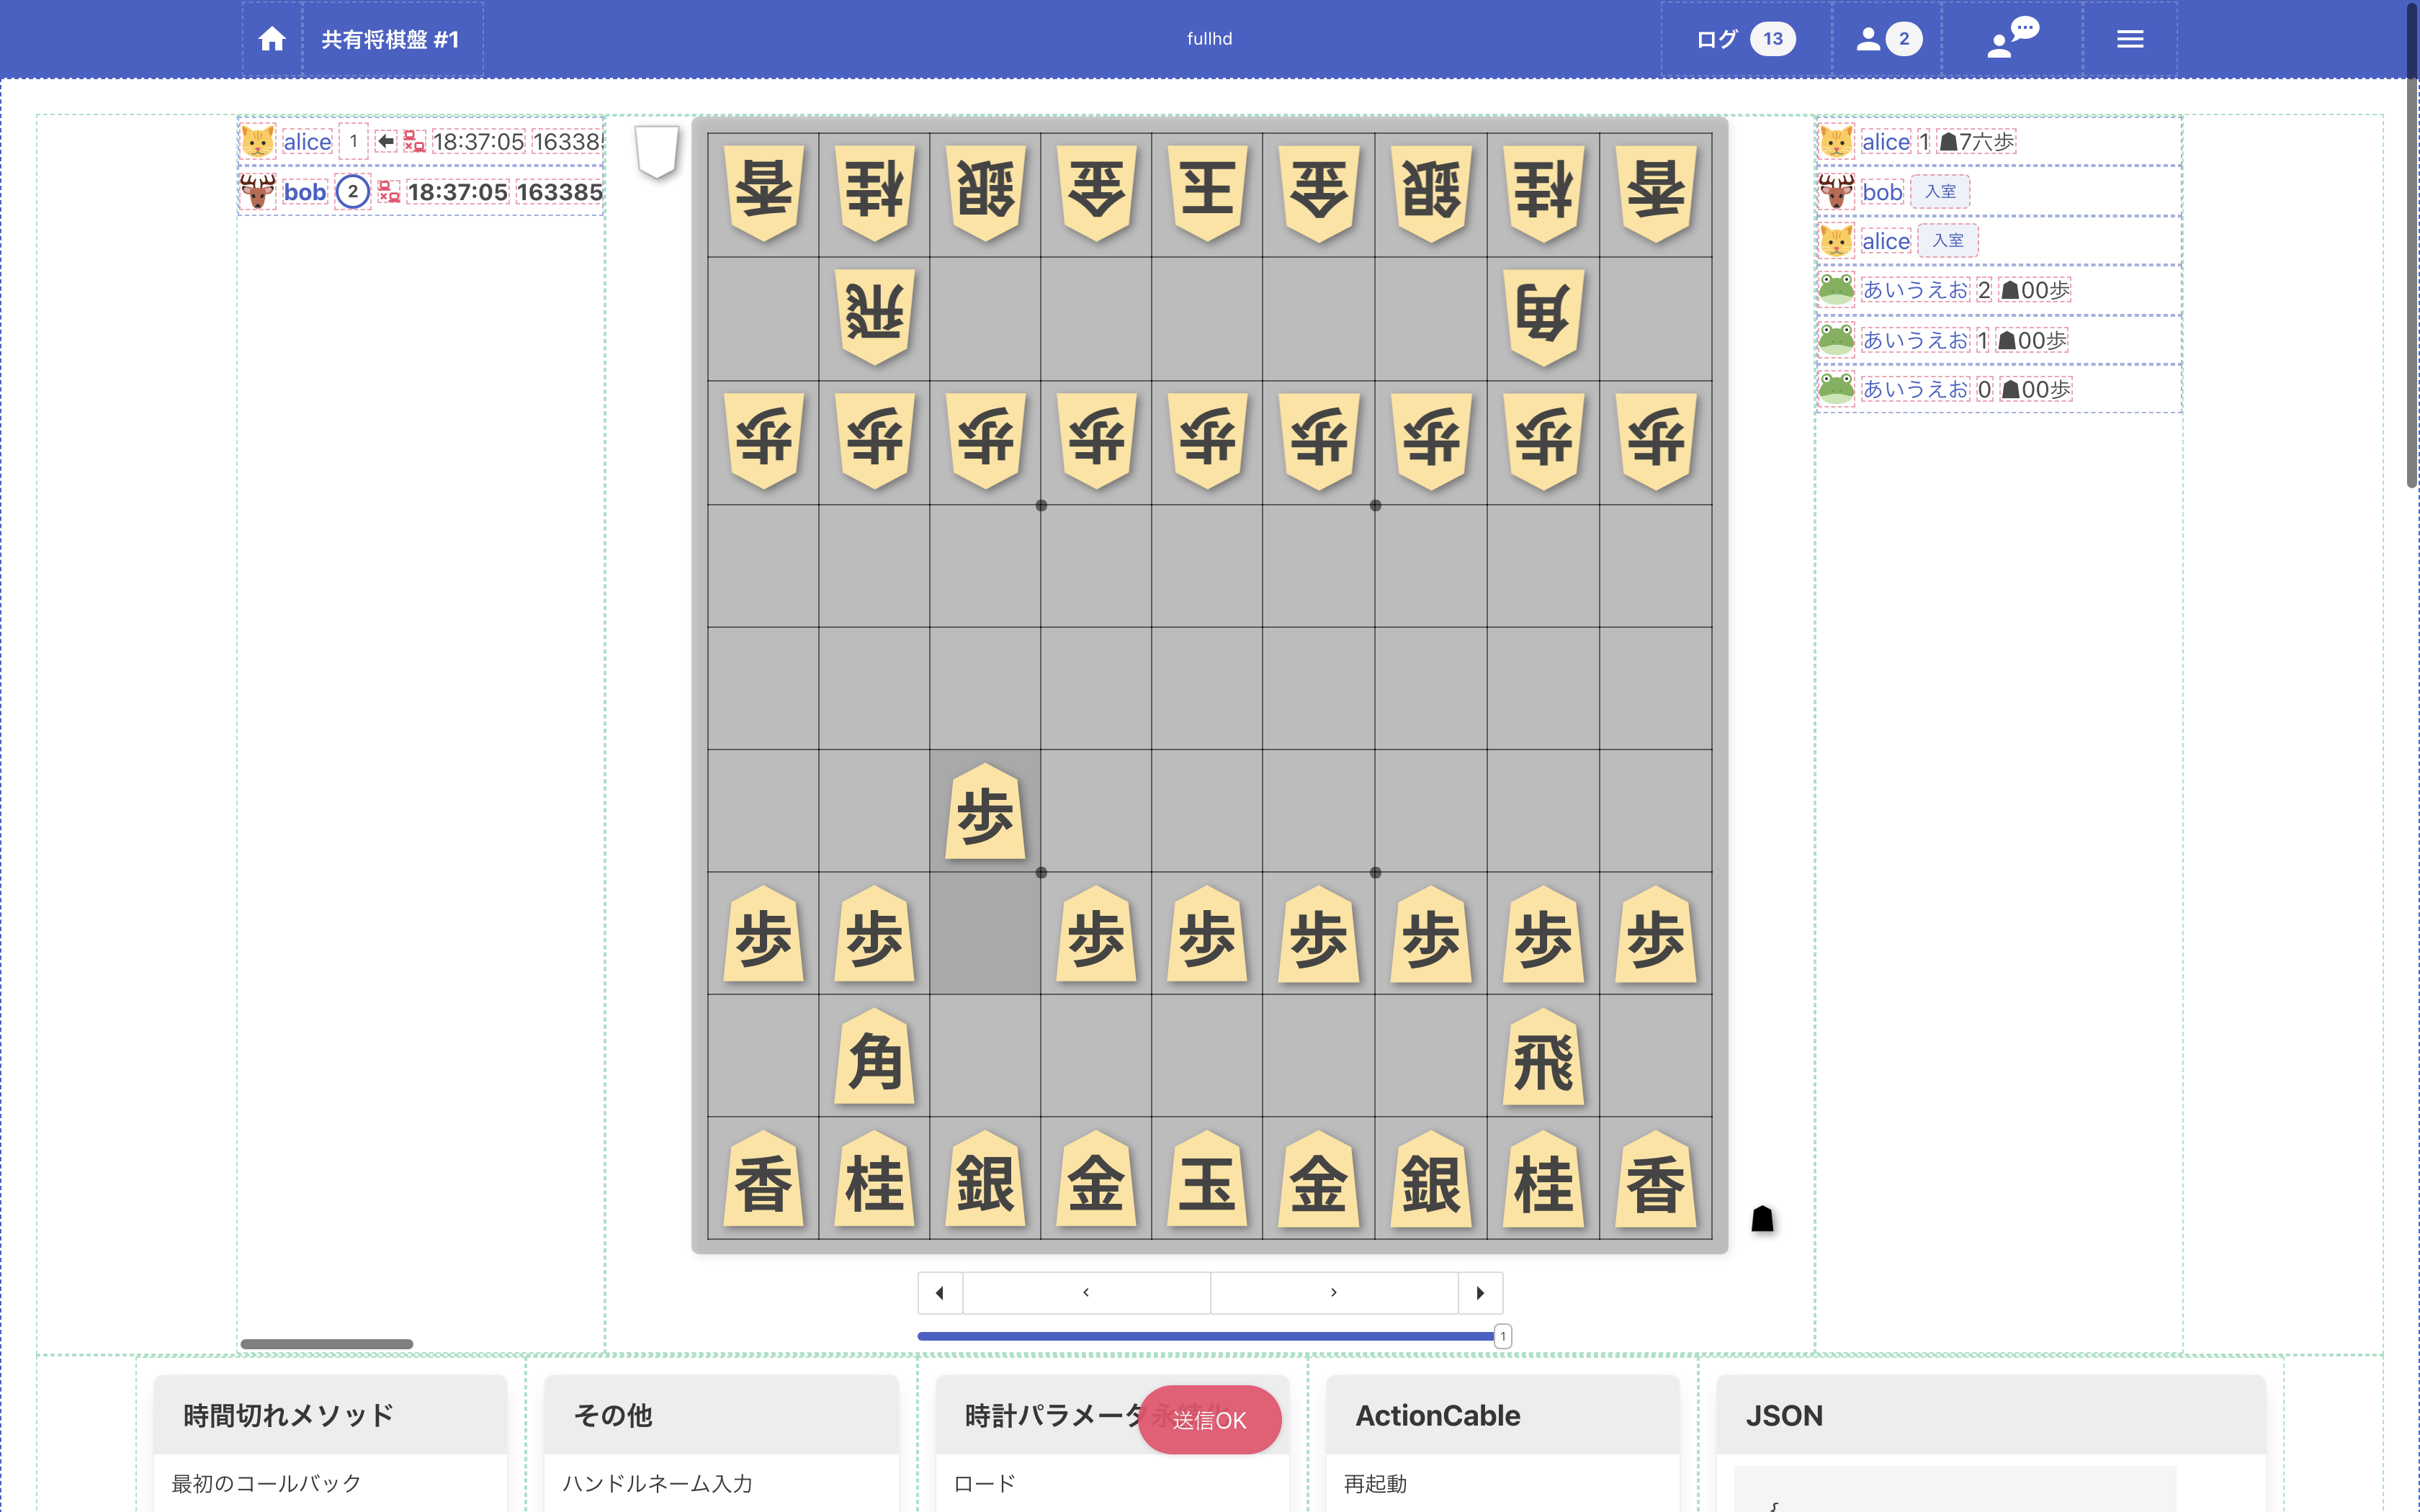 共有将棋盤 #1
fullhd
ログ 13
2
alice 1 18:37:05 16338
bob 2 18:37:05 163385
香 桂 銀 金 玉 金 銀 桂 香
飛 角
歩 歩 歩 歩 歩 歩 歩 歩 歩
歩
歩 歩 歩 歩 歩 歩 歩 歩
角 飛
香 桂 銀 金 玉 金 銀 桂 香
alice 1 ☗7六歩
bob 入室
alice 入室
あいうえお 2 ☗00歩
あいうえお 1 ☗00歩
あいうえお 0 ☗00歩
1
時間切れメソッド
最初のコールバック
その他
ハンドルネーム入力
時計パラメータ
送信OK
ロード
ActionCable
再起動
JSON
{